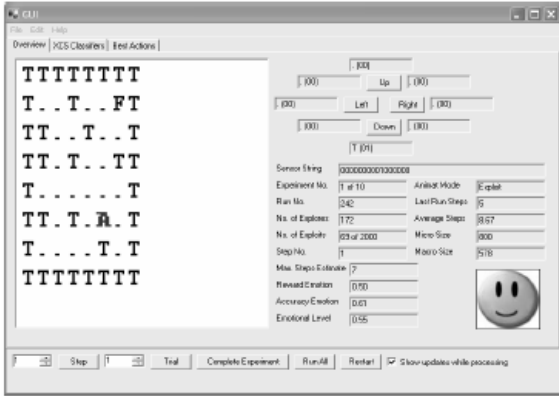 GUI
File Edit Help
Overview XCS Classifiers Best Actions
TTTTTTTT
T..T..FT
TT..T..T
TT..T..TT
T......T
TT.T.A.T
T....T.T
TTTTTTTT
. (00)
. (00) Up . (00)
. (00) Left Right . (00)
. (00) Down . (00)
T (01)
Sensor String 0000000001000000
Experiment No. 1 of 10 Animat Mode Exploit
Run No. 242 Last Run Steps 5
No. of Explores 172 Average Steps 8.67
No. of Exploits 69 of 2000 Micro Size 800
Step No. 1 Macro Size 578
Max. Steps Estimate 7
Reward Emotion 0.50
Accuracy Emotion 0.61
Emotional Level 0.55
1 Step 1 Trial Complete Experiment Run All Restart Show updates while processing